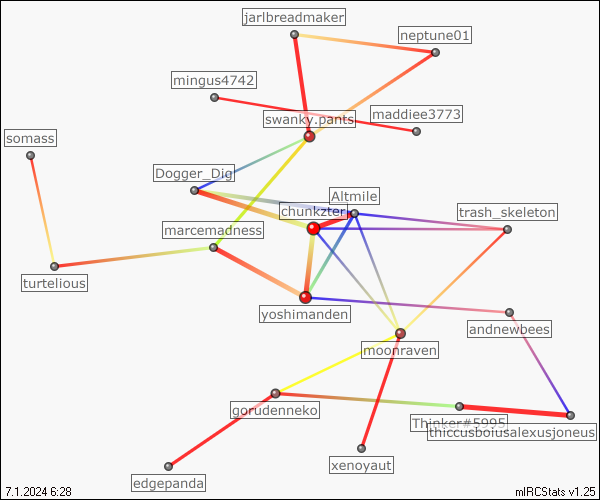 jarlbreadmaker
neptune01
mingus4742
maddiee3773
swanky.pants
somass
Dogger_Dig
Altmile
chunkzter
trash_skeleton
marcemadness
turtelious
yoshimanden
andnewbees
moonraven
gorudenneko
Thinker#5995
thiccusboiusalexusjoneus
xenoyaut
edgepanda
7.1.2024 6:28
mIRCStats v1.25